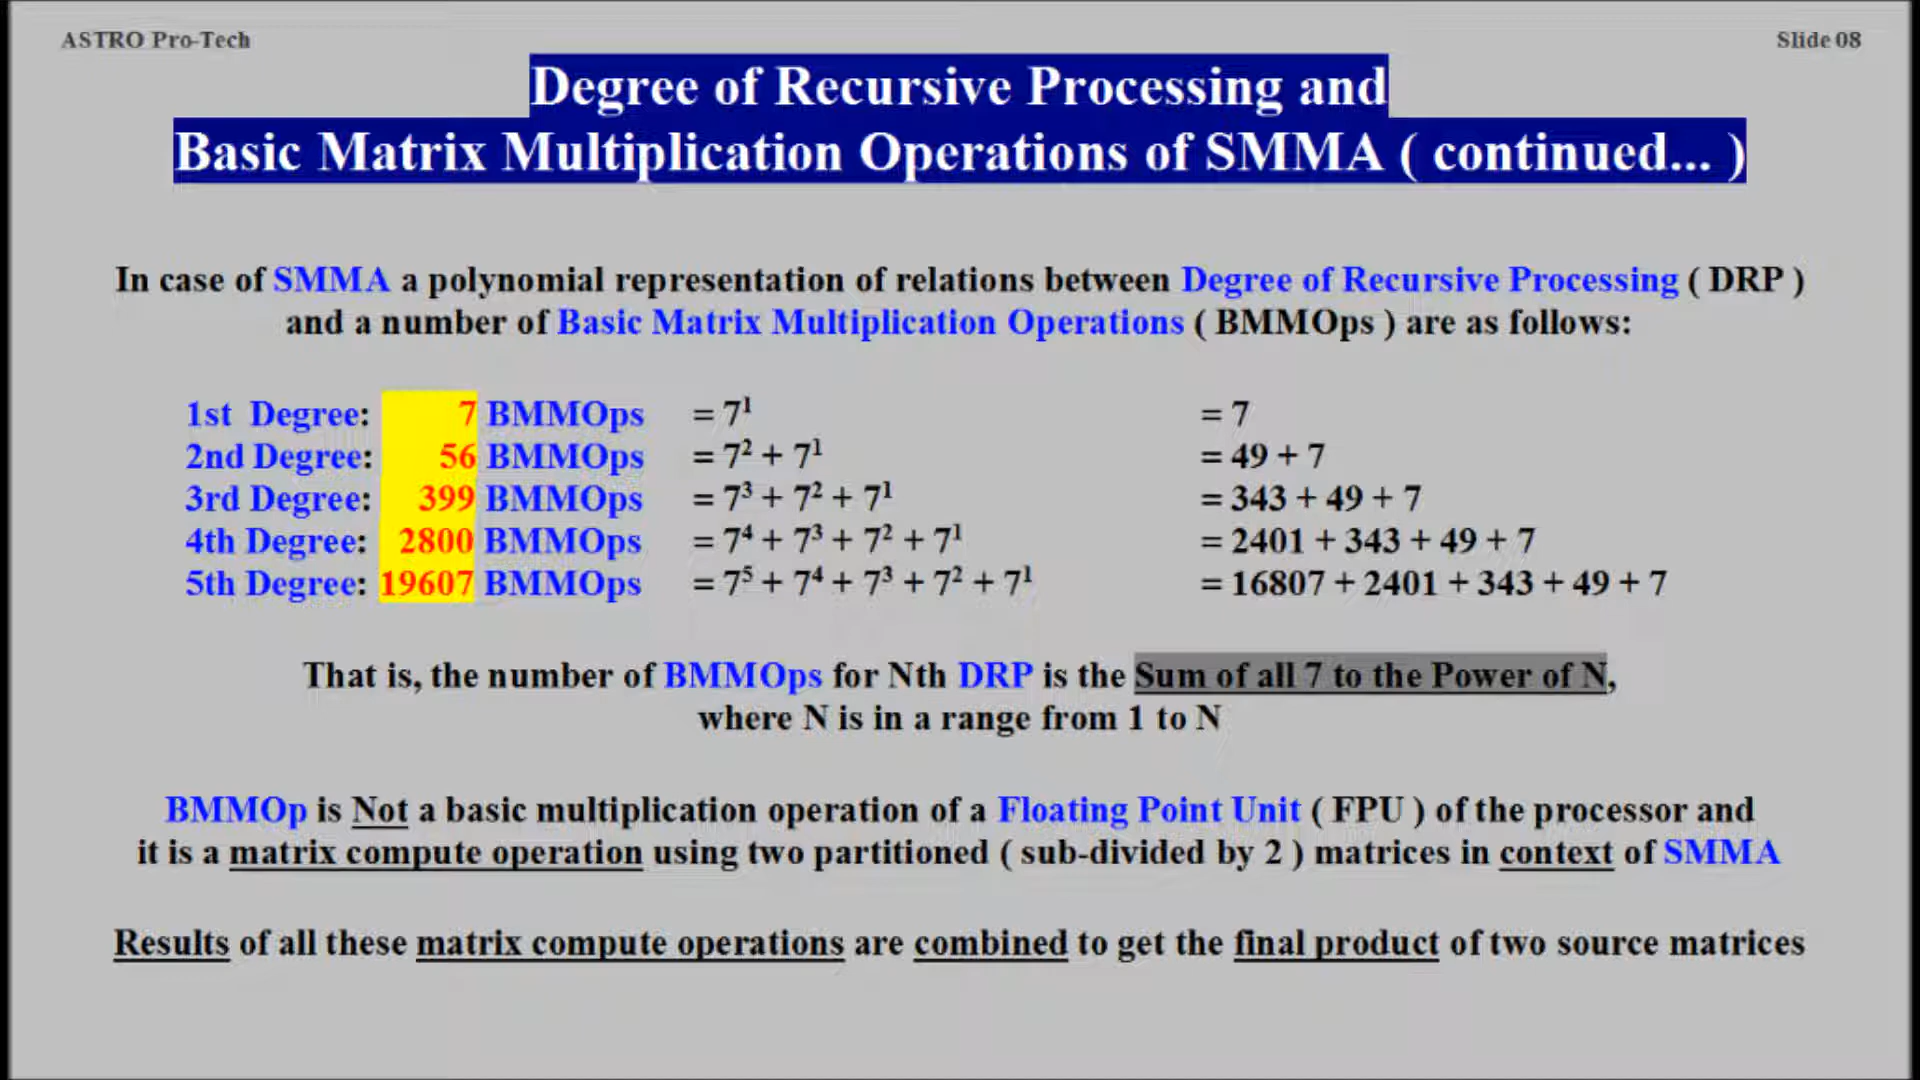 ASTRO Pro-Tech
Slide 08
Degree of Recursive Processing and
Basic Matrix Multiplication Operations of SMMA ( continued... )
In case of SMMA a polynomial representation of relations between Degree of Recursive Processing ( DRP )
and a number of Basic Matrix Multiplication Operations ( BMMOps ) are as follows:
1st Degree: 7 BMMOps = 7¹ = 7
2nd Degree: 56 BMMOps = 7² + 7¹ = 49 + 7
3rd Degree: 399 BMMOps = 7³ + 7² + 7¹ = 343 + 49 + 7
4th Degree: 2800 BMMOps = 7⁴ + 7³ + 7² + 7¹ = 2401 + 343 + 49 + 7
5th Degree: 19607 BMMOps = 7⁵ + 7⁴ + 7³ + 7² + 7¹ = 16807 + 2401 + 343 + 49 + 7
That is, the number of BMMOps for Nth DRP is the Sum of all 7 to the Power of N,
where N is in a range from 1 to N
BMMOp is Not a basic multiplication operation of a Floating Point Unit ( FPU ) of the processor and
it is a matrix compute operation using two partitioned ( sub-divided by 2 ) matrices in context of SMMA
Results of all these matrix compute operations are combined to get the final product of two source matrices